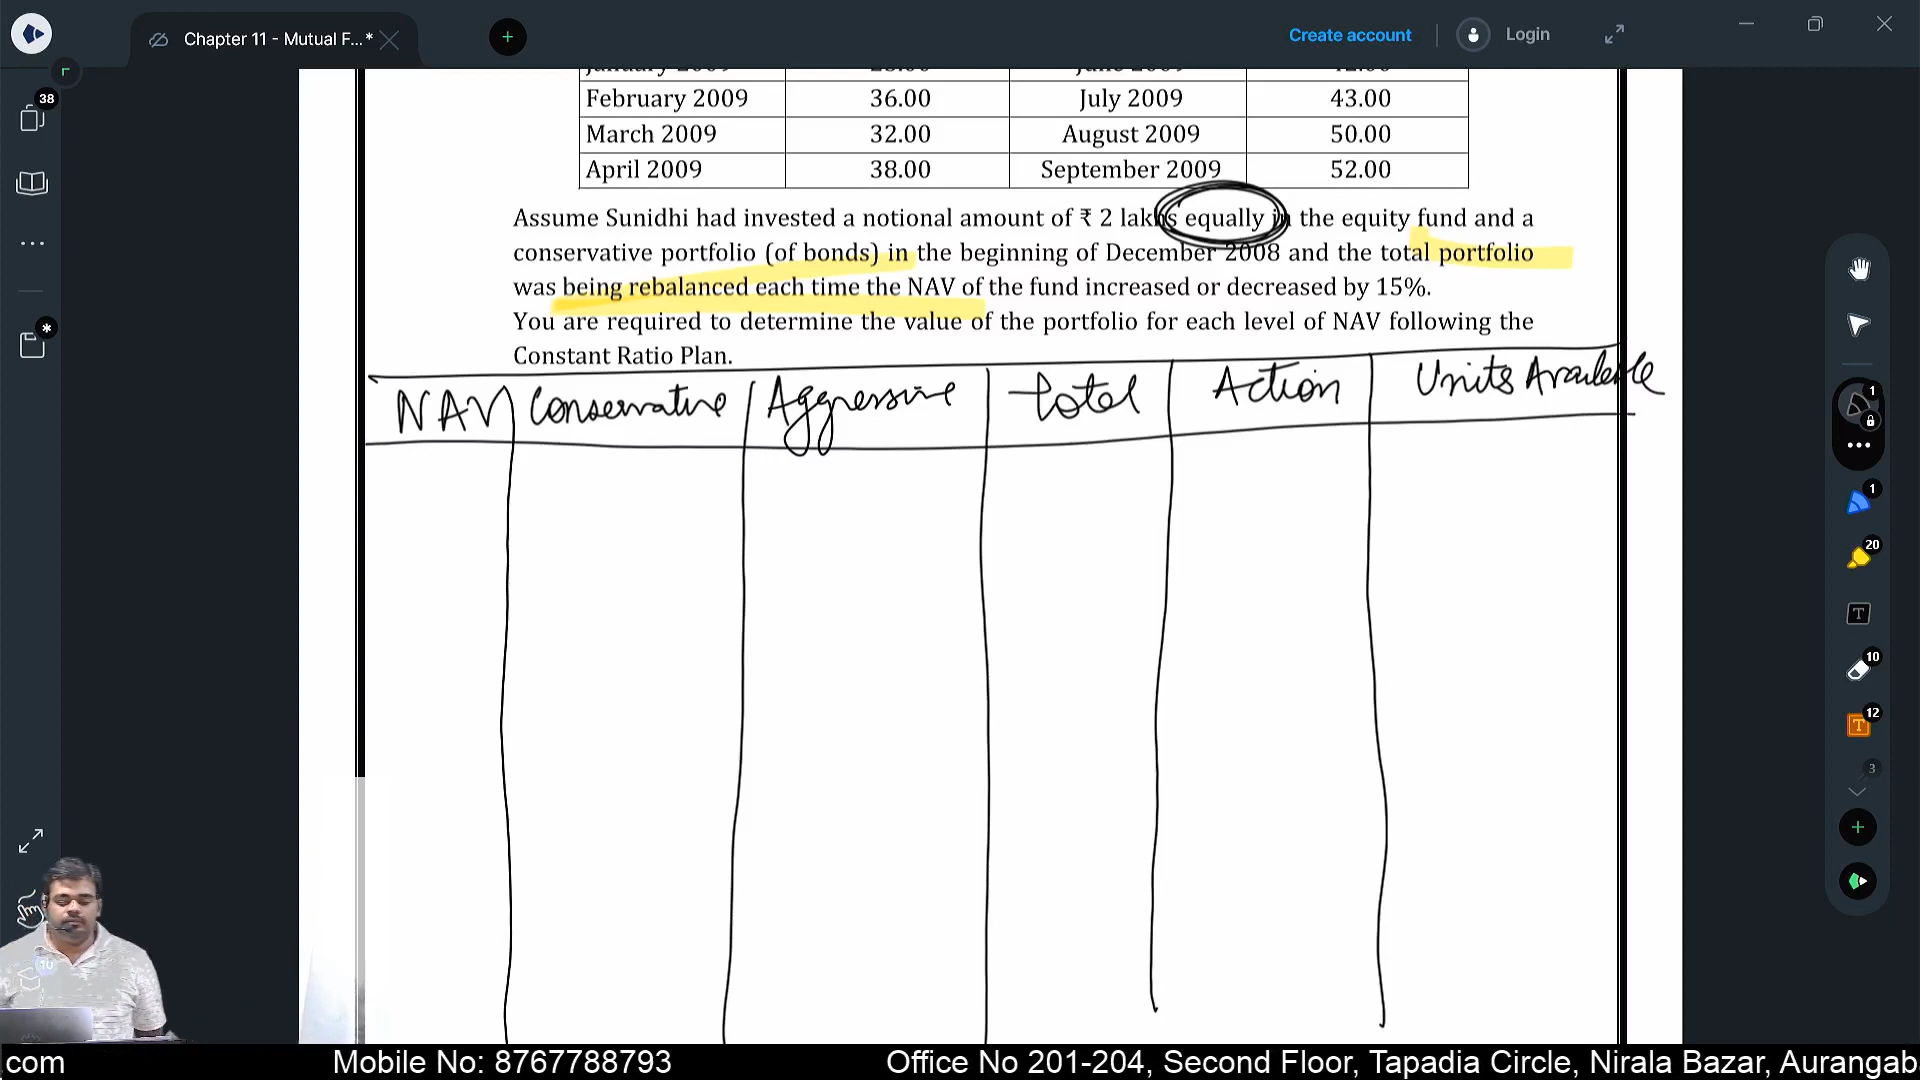 Chapter 11 - Mutual F...*
Create account
Login
38
February 2009 36.00 July 2009 43.00
March 2009 32.00 August 2009 50.00
April 2009 38.00 September 2009 52.00
Assume Sunidhi had invested a notional amount of ₹ 2 lakhs equally in the equity fund and a
conservative portfolio (of bonds) in the beginning of December 2008 and the total portfolio
was being rebalanced each time the NAV of the fund increased or decreased by 15%.
You are required to determine the value of the portfolio for each level of NAV following the
Constant Ratio Plan.
NAV Conservative Aggressive total Action Units Available
1
1
20
T
10
T 12
3
10
.com Mobile No: 8767788793 Office No 201-204, Second Floor, Tapadia Circle, Nirala Bazar, Aurangab